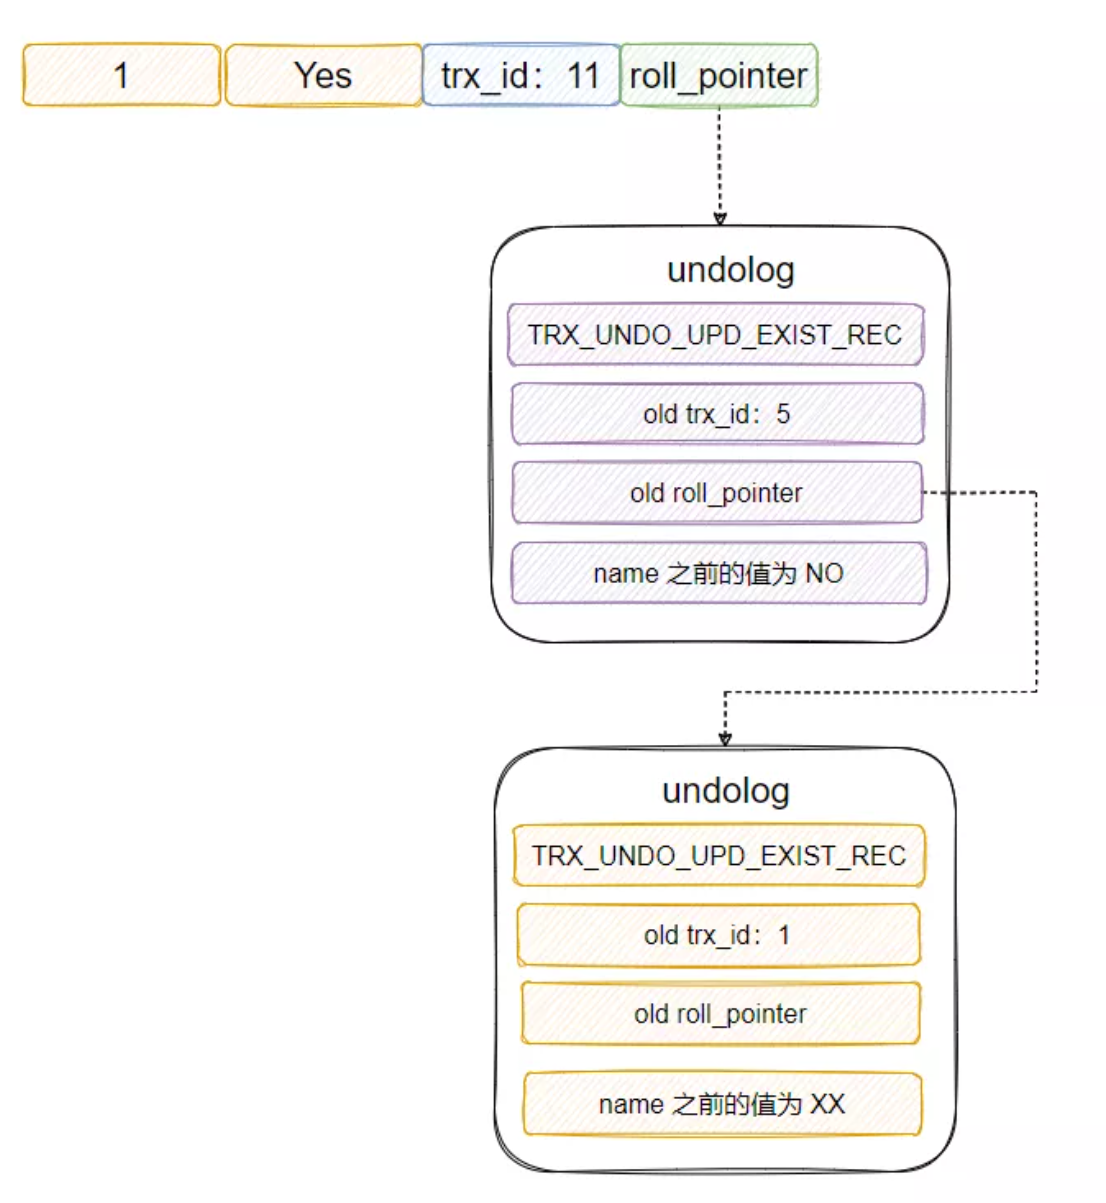 1 Yes trx_id：11 roll_pointer
undolog
TRX_UNDO_UPD_EXIST_REC
old trx_id：5
old roll_pointer
name 之前的值为 NO
undolog
TRX_UNDO_UPD_EXIST_REC
old trx_id：1
old roll_pointer
name 之前的值为 XX